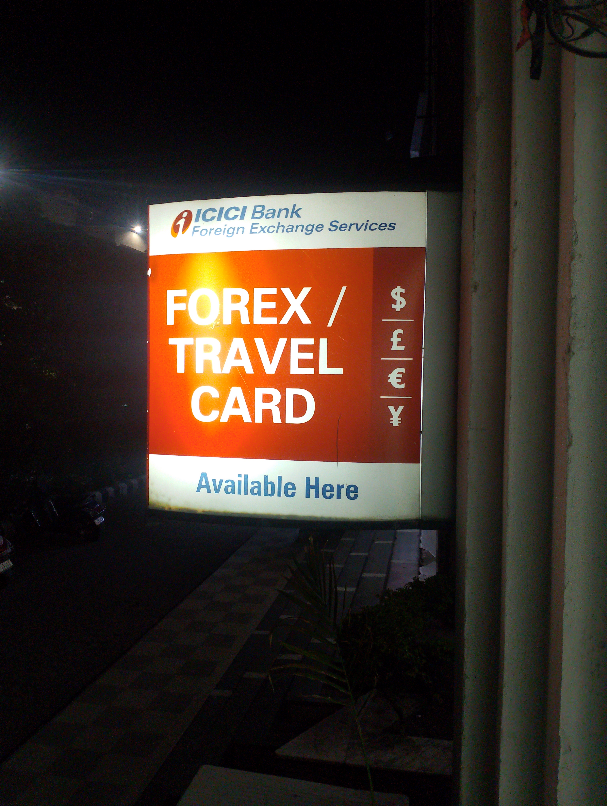 ICICI Bank
Foreign Exchange Services
FOREX /
TRAVEL
CARD
$
£
€
¥
Available Here